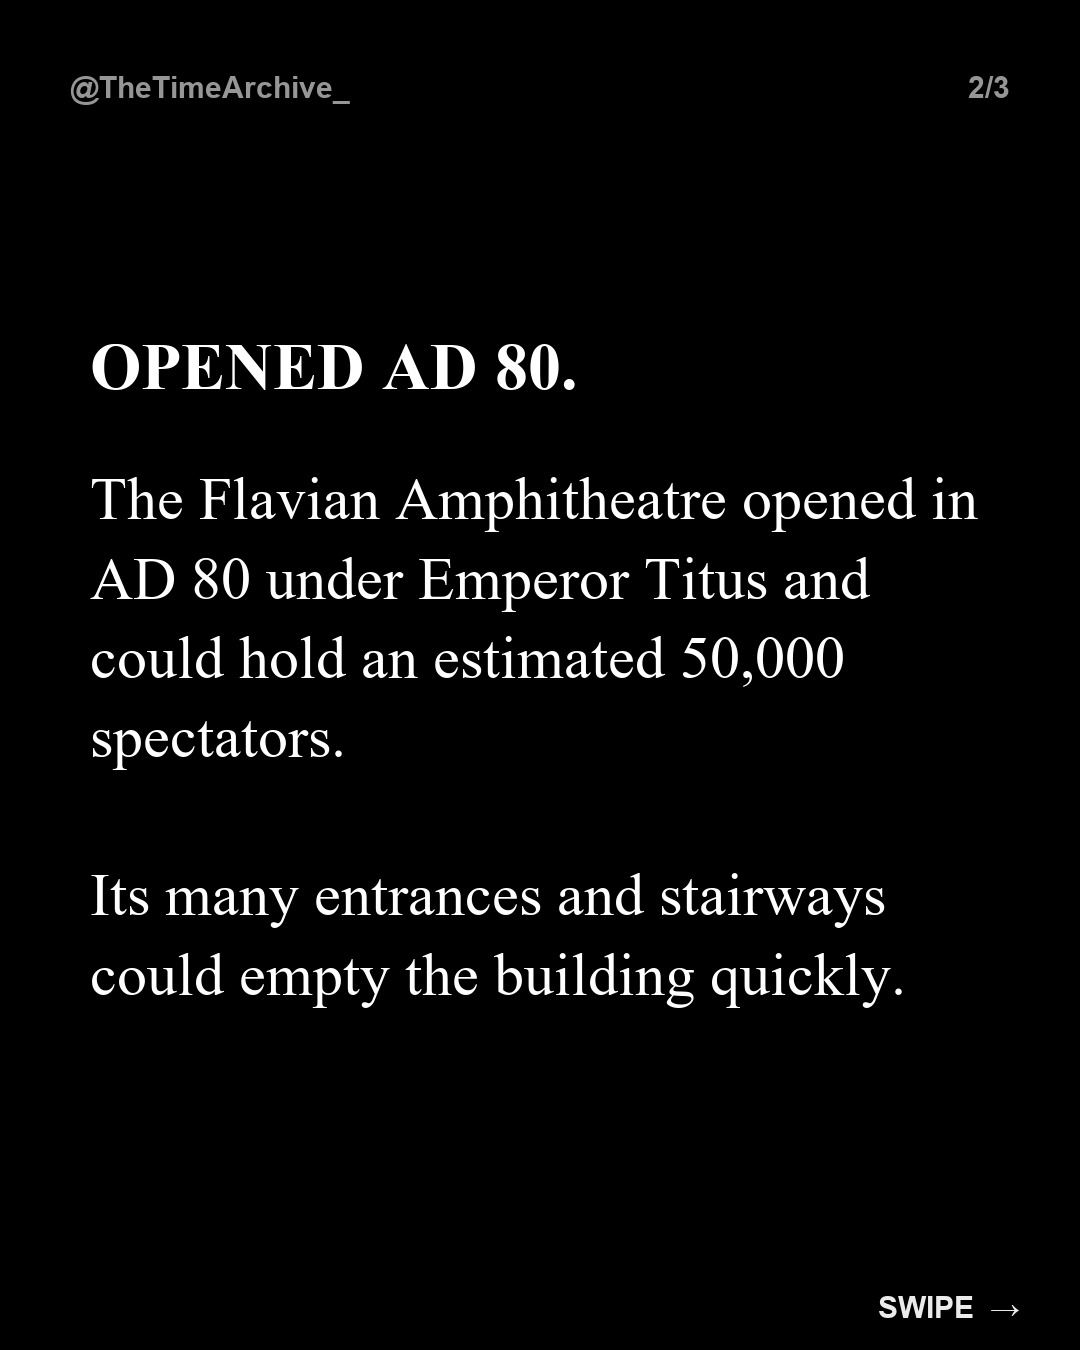 @TheTimeArchive_
2/3
OPENED AD 80.
The Flavian Amphitheatre opened in
AD 80 under Emperor Titus and
could hold an estimated 50,000
spectators.
Its many entrances and stairways
could empty the building quickly.
SWIPE →